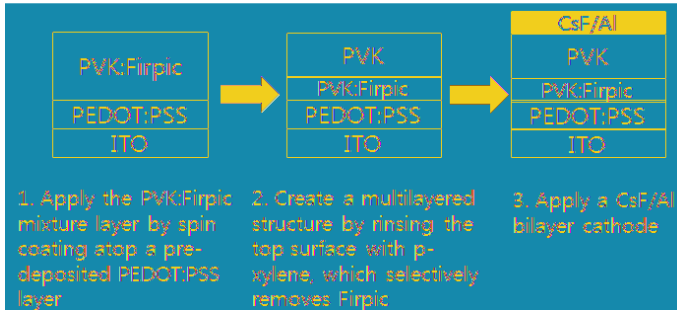 PVK:Firpic
PEDOT:PSS
ITO
PVK
PVK:Firpic
PEDOT:PSS
ITO
CsF/Al
PVK
PVK:Firpic
PEDOT:PSS
ITO
1. Apply the PVK:Firpic
mixture layer by spin
coating atop a pre-
deposited PEDOT:PSS
layer
2. Create a multilayered
structure by rinsing the
top surface with p-
xylene, which selectively
removes Firpic
3. Apply a CsF/Al
bilayer cathode